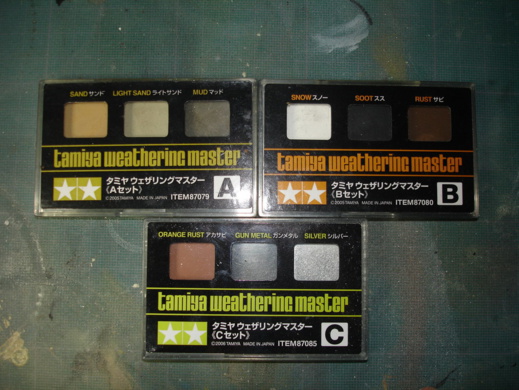 SAND サンド LIGHT SAND ライトサンド MUD マッド
tamiya weathering master
タミヤ ウェザリングマスター
《Aセット》
A
©2005 TAMIYA MADE IN JAPAN ITEM87079
SNOW スノー SOOT スス RUST サビ
tamiya weathering master
タミヤ ウェザリングマスター
《Bセット》
B
©2005 TAMIYA MADE IN JAPAN ITEM87080
ORANGE RUST アカサビ GUN METAL ガンメタル SILVER シルバー
tamiya weathering master
タミヤ ウェザリングマスター
《Cセット》
C
©2006 TAMIYA MADE IN JAPAN ITEM87085